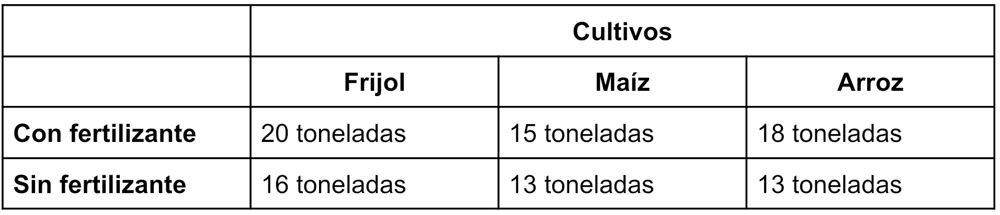 Cultivos
Frijol Maíz Arroz
Con fertilizante 20 toneladas 15 toneladas 18 toneladas
Sin fertilizante 16 toneladas 13 toneladas 13 toneladas